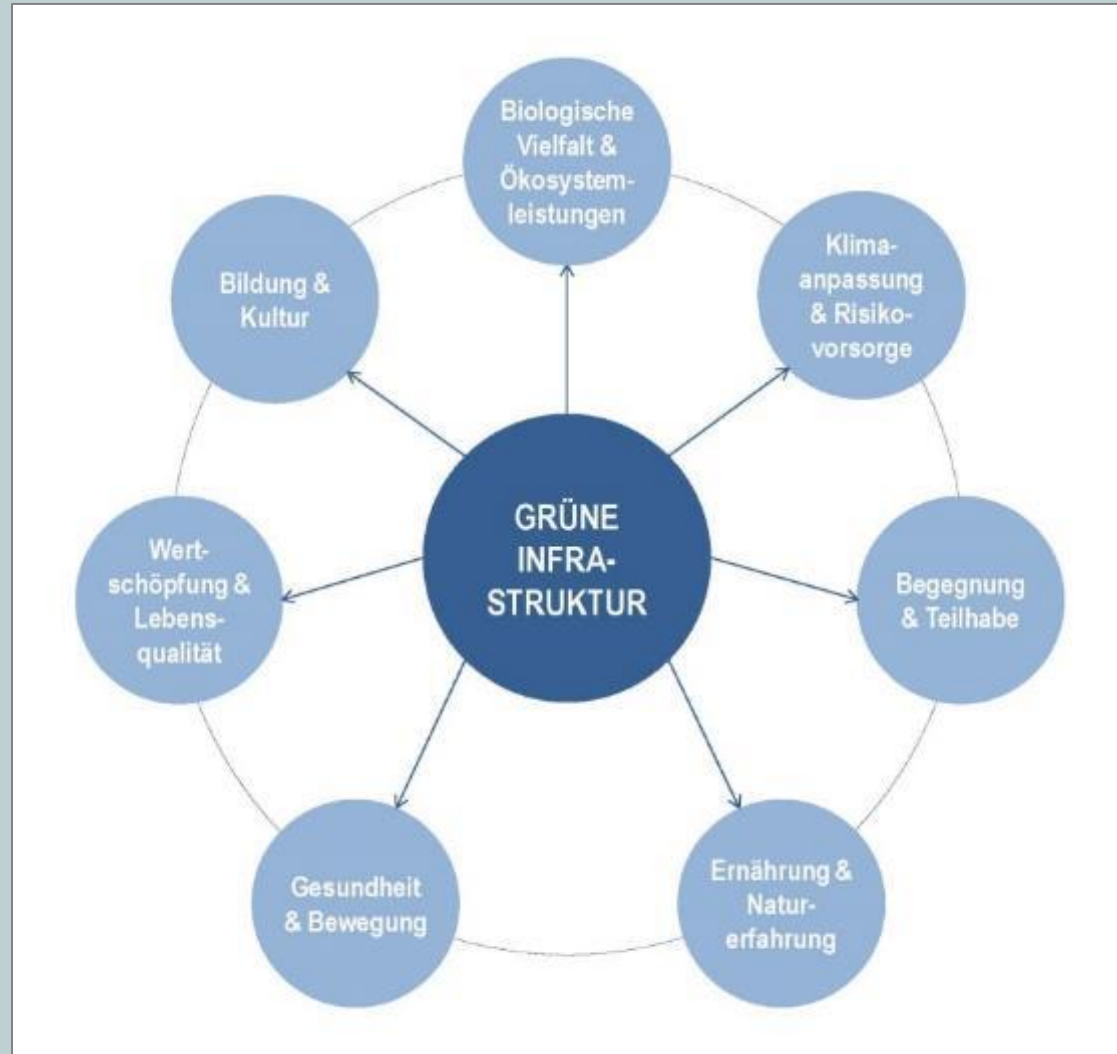 Biologische
Vielfalt &
Ökosystem-
leistungen
Klima-
anpassung
& Risiko-
vorsorge
Bildung &
Kultur
GRÜNE
INFRA-
STRUKTUR
Wert-
schöpfung &
Lebens-
qualität
Begegnung
& Teilhabe
Gesundheit
& Bewegung
Ernährung &
Natur-
erfahrung